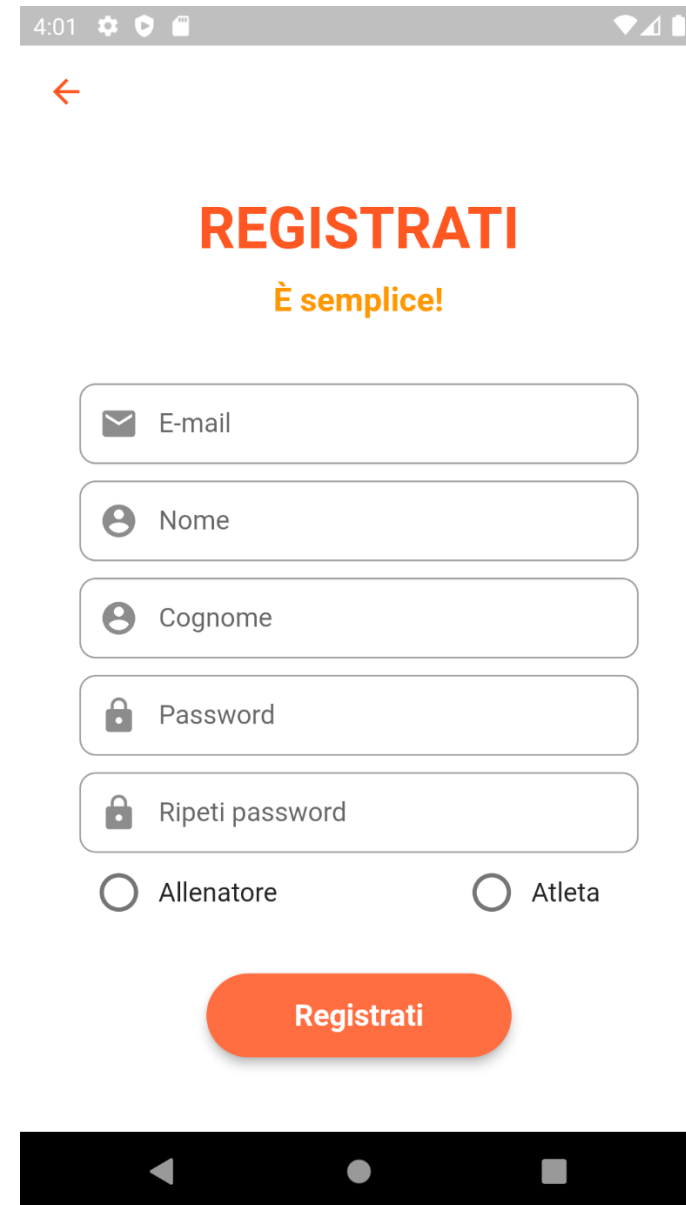 4:01
REGISTRATI
È semplice!
E-mail
Nome
Cognome
Password
Ripeti password
Allenatore Atleta
Registrati